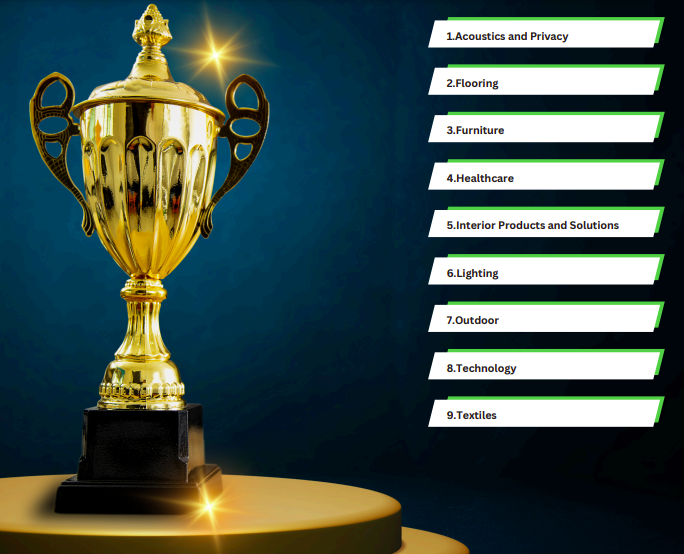 1.Acoustics and Privacy
2.Flooring
3.Furniture
4.Healthcare
5.Interior Products and Solutions
6.Lighting
7.Outdoor
8.Technology
9.Textiles